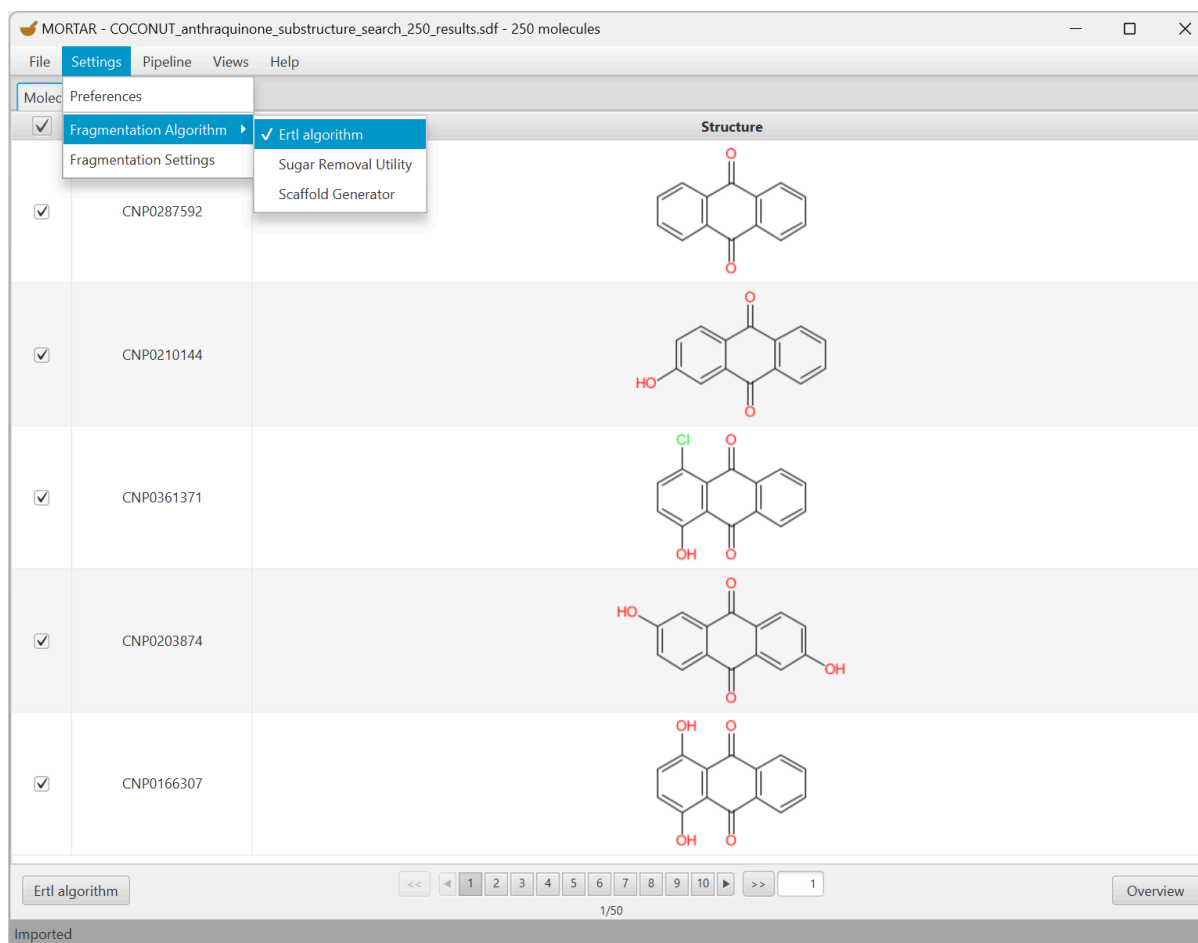 MORTAR - COCONUT_anthraquinone_substructure_search_250_results.sdf - 250 molecules
File Settings Pipeline Views Help
Molec Preferences
Fragmentation Algorithm Ertl algorithm Structure
Fragmentation Settings Sugar Removal Utility
Scaffold Generator
O
CNP0287592
O
O
CNP0210144
HO
O
Cl O
CNP0361371
OH O
O
HO
CNP0203874
OH
O
OH O
CNP0166307
OH O
Ertl algorithm << 1 2 3 4 5 6 7 8 9 10 >> 1 Overview
1/50
Imported